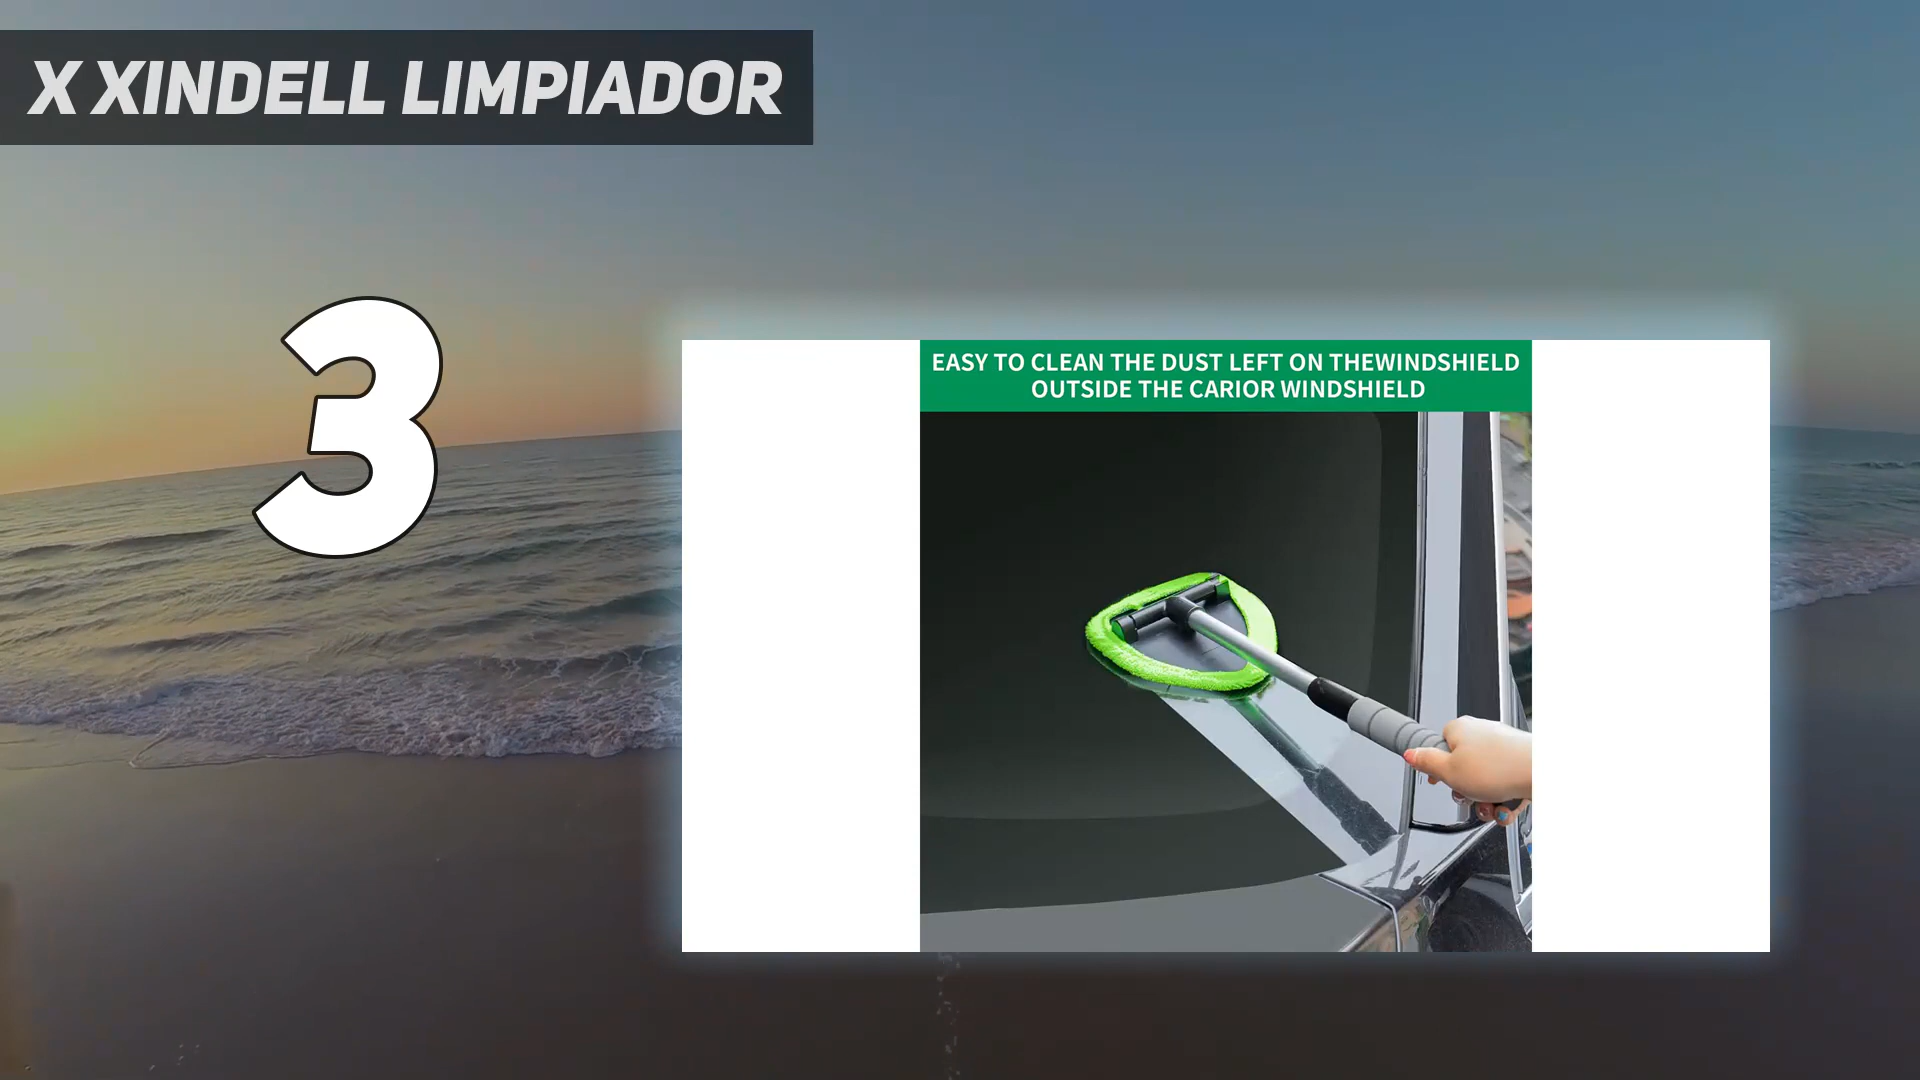 X XINDELL LIMPIADOR
3
EASY TO CLEAN THE DUST LEFT ON THEWINDSHIELD
OUTSIDE THE CARIOR WINDSHIELD